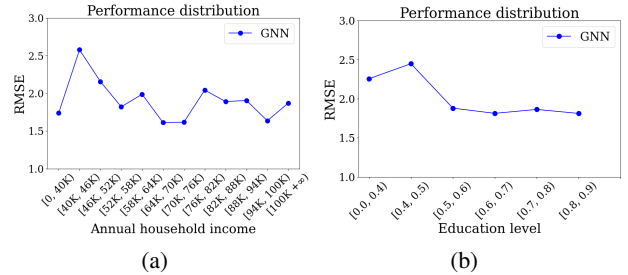 Performance distribution
GNN
RMSE
3.0
2.5
2.0
1.5
1.0
[0, 40K)
[40K, 46K)
[46K, 52K)
[52K, 58K)
[58K, 64K)
[64K, 70K)
[70K, 76K)
[76K, 82K)
[82K, 88K)
[88K, 94K)
[94K, 100K)
[100K +∞)
Annual household income
(a)
Performance distribution
GNN
RMSE
3.0
2.5
2.0
1.5
1.0
[0.0, 0.4)
[0.4, 0.5)
[0.5, 0.6)
[0.6, 0.7)
[0.7, 0.8)
[0.8, 0.9)
Education level
(b)